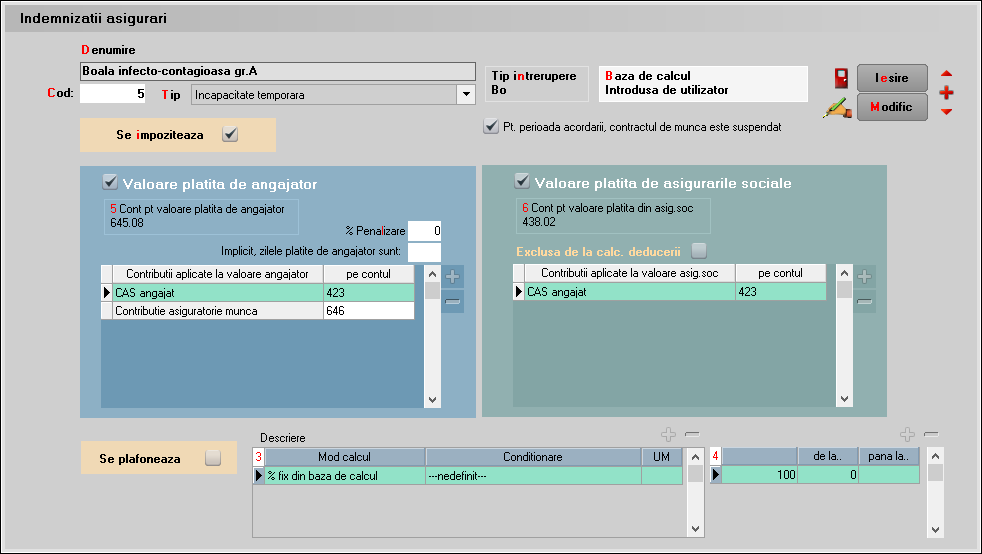 Indemnizatii asigurari
Denumire
Boala infecto-contagioasa gr.A
Cod: 5 Tip Incapacitate temporara
Tip intrerupere
Bo
Baza de calcul
Introdusa de utilizator
Iesire
Modific
Se impoziteaza
Pt. perioada acordarii, contractul de munca este suspendat
Valoare platita de angajator
5 Cont pt valoare platita de angajator
645.08
% Penalizare 0
Implicit, zilele platite de angajator sunt:
Contributii aplicate la valoare angajator pe contul
CAS angajat 423
Contributie asiguratorie munca 646
Valoare platita de asigurarile sociale
6 Cont pt valoare platita din asig.soc
438.02
Exclusa de la calc. deducerii
Contributii aplicate la valoare asig.soc pe contul
CAS angajat 423
Se plafoneaza
Descriere
3 Mod calcul Conditionare UM
% fix din baza de calcul ---nedefinit---
4 de la.. pana la..
100 0